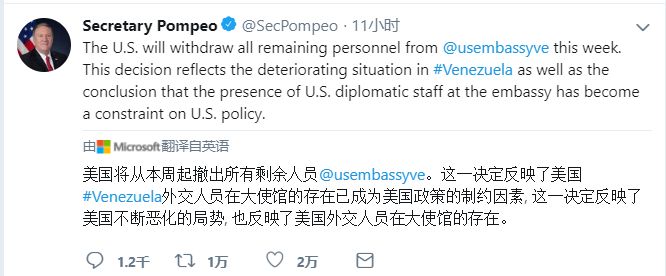 Secretary Pompeo @SecPompeo · 11小时
The U.S. will withdraw all remaining personnel from @usembassyve this week.
This decision reflects the deteriorating situation in #Venezuela as well as the
conclusion that the presence of U.S. diplomatic staff at the embassy has become
a constraint on U.S. policy.
由 Microsoft 翻译自英语
美国将从本周起撤出所有剩余人员@usembassyve。这一决定反映了美国
#Venezuela外交人员在大使馆的存在已成为美国政策的制约因素, 这一决定反映了
美国不断恶化的局势, 也反映了美国外交人员在大使馆的存在。
1.2千 1万 2万